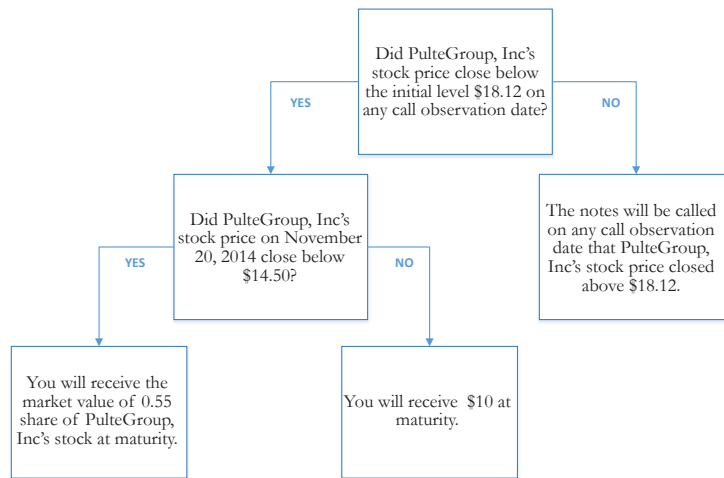 Did PulteGroup, Inc's
stock price close below
the initial level $18.12 on
any call observation date?
YES
NO
Did PulteGroup, Inc's
stock price on November
20, 2014 close below
$14.50?
The notes will be called
on any call observation
date that PulteGroup,
Inc's stock price closed
above $18.12.
YES
NO
You will receive the
market value of 0.55
share of PulteGroup,
Inc's stock at maturity.
You will receive $10 at
maturity.